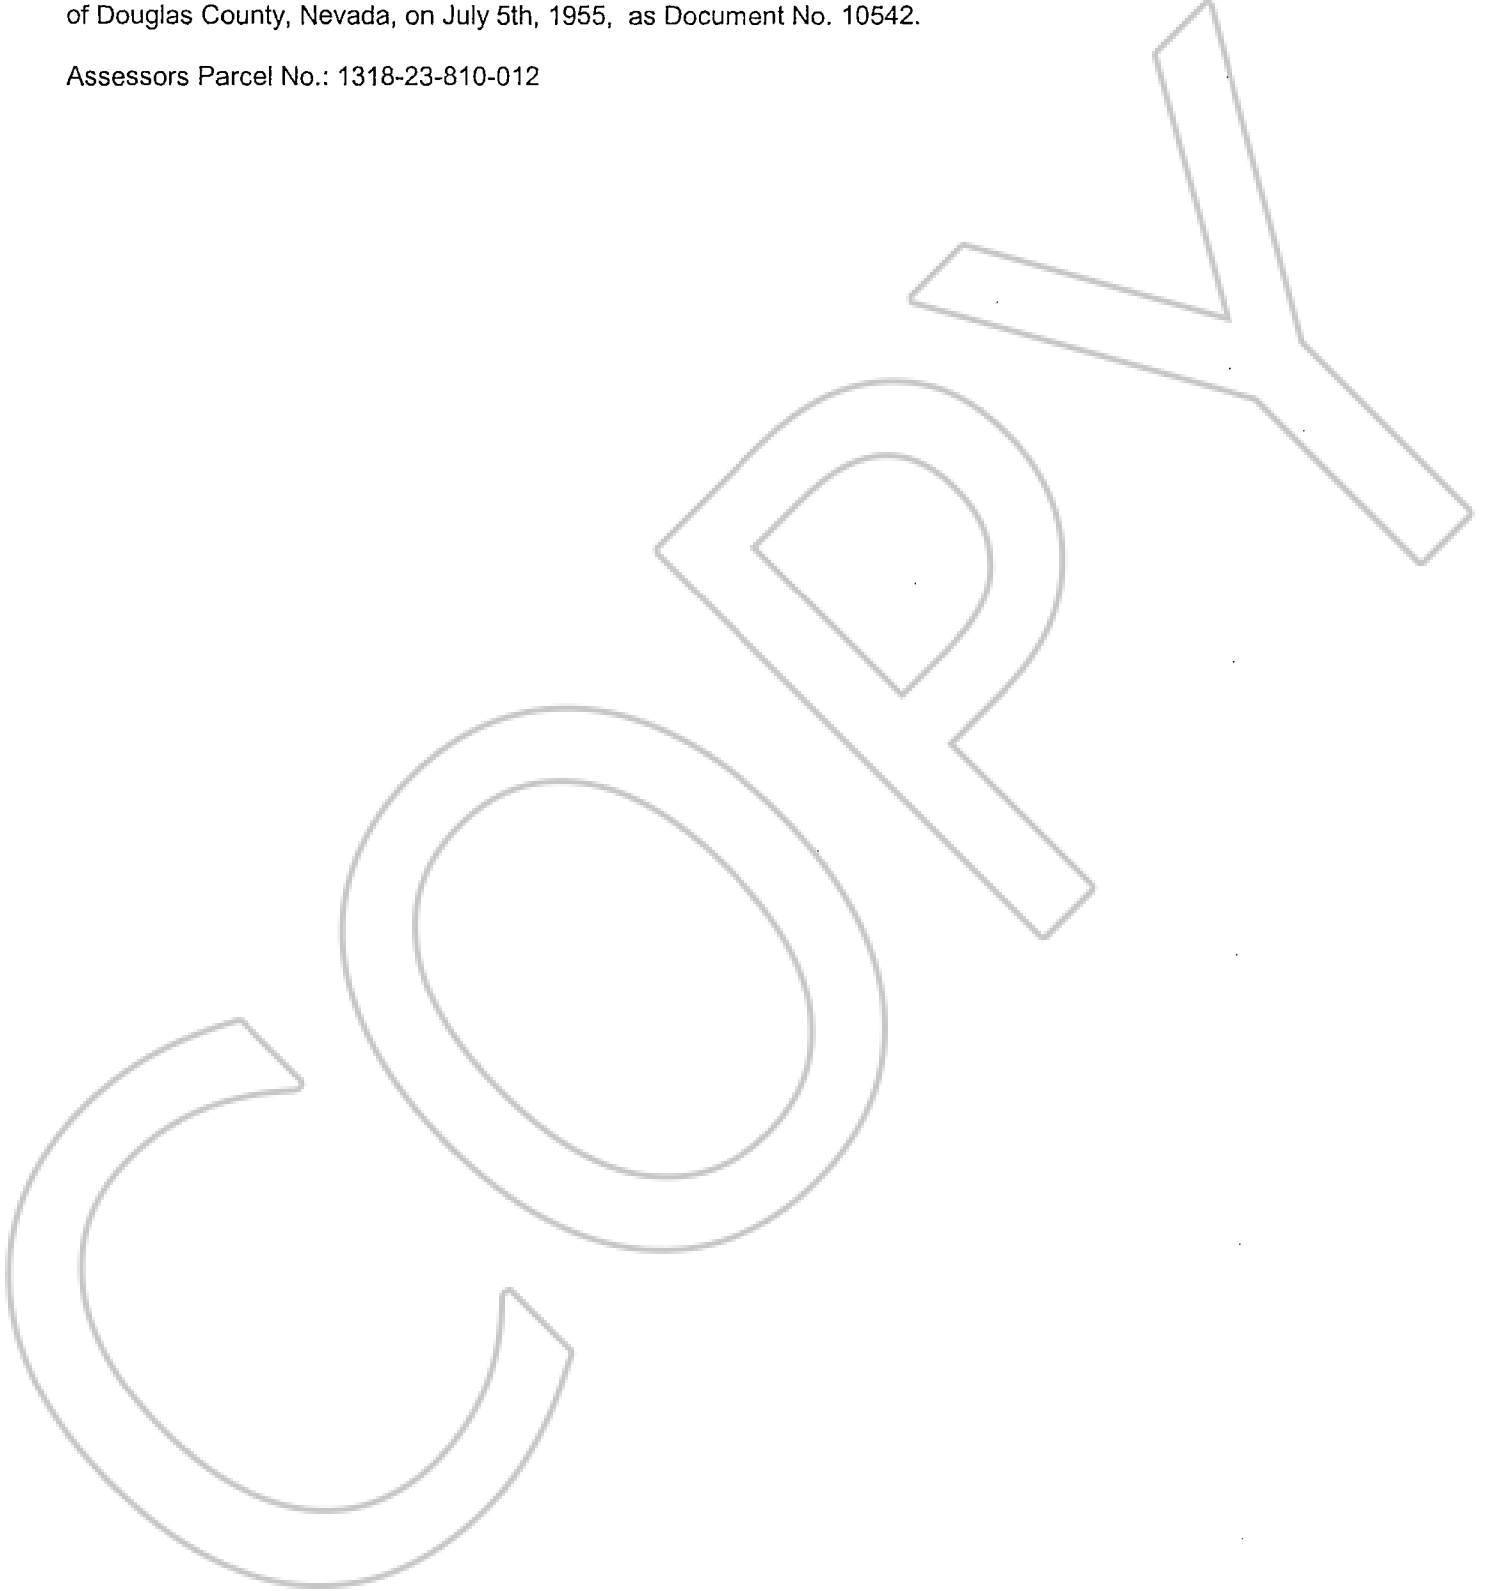 of Douglas County, Nevada, on July 5th, 1955,  as Document No. 10542.
Assessors Parcel No.: 1318-23-810-012
COPY